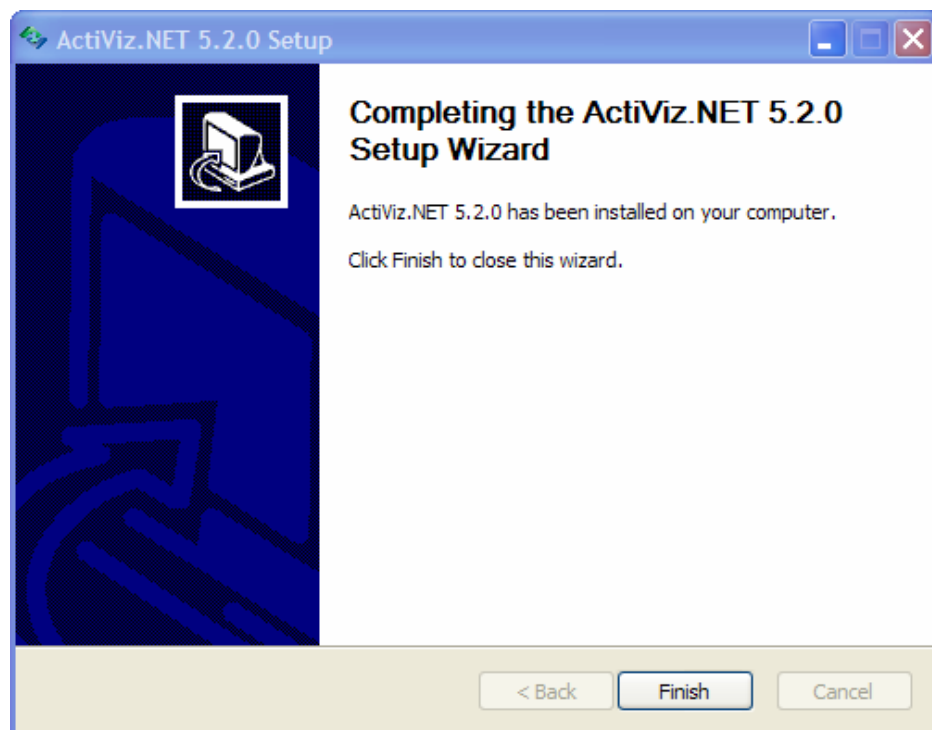 ActiViz.NET 5.2.0 Setup
Completing the ActiViz.NET 5.2.0
Setup Wizard
ActiViz.NET 5.2.0 has been installed on your computer.
Click Finish to close this wizard.
< Back
Finish
Cancel